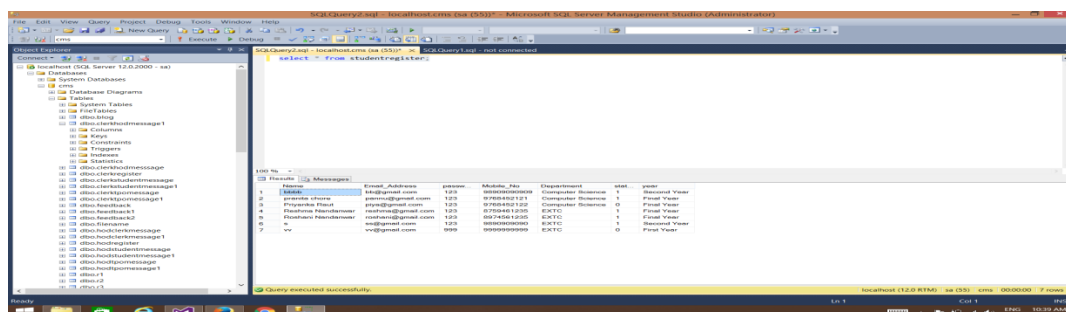 SQLQuery2.sql - localhost.cms (sa (55))* - Microsoft SQL Server Management Studio (Administrator)
File Edit View Query Project Debug Tools Window Help
New Query
cms Execute Debug
Object Explorer
SQLQuery2.sql - localhost.cms (sa (55))* SQLQuery1.sql - not connected
Connect
select * from studentregister;
localhost (SQL Server 12.0.2000 - sa)
Databases
System Databases
cms
Database Diagrams
Tables
System Tables
FileTables
dbo.blog
dbo.clerkhodmessage1
Columns
Keys
Constraints
Triggers
Indexes
Statistics
dbo.clerkhodmesssage
dbo.clerkregister
dbo.clerkstudentmessage
dbo.clerkstudentmessage1
dbo.clerktpomessage
dbo.clerktpomessage1
dbo.feedback
dbo.feedback1
dbo.feedback2
dbo.filename
dbo.hodclerkmessage
dbo.hodclerkmessage1
dbo.hodregister
dbo.hodstudentmessage
dbo.hodstudentmessage1
dbo.hodtpomessage
dbo.hodtpomessage1
dbo.r1
dbo.r2
dbo.r3
100 %
Results Messages
Name Email_Address passw... Mobile_No Department stat... year
1 bbbb bb@gmail.com 123 98909090909 Computer Science 1 Second Year
2 prenite chore 123 9768452121 Computer Science 1 Final Year
3 Priyanka Raut piya@gmail.com 123 9768452122 Computer Science 0 Final Year
4 Reshma Nandanwar reshma@gmail.com 123 8759461235 EXTC 1 Final Year
5 Roshani Nandanwar roshni@gmail.com 123 8974561235 EXTC 1 Final Year
6 s ss@gmail.com 123 9890909090 EXTC 1 Second Year
7 vv vv@gmail.com 999 9999999999 EXTC 0 First Year
Query executed successfully. localhost (12.0 RTM) sa (55) cms 00:00:00 7 rows
Ready Ln 1 Col 1 INS
ENG 10:39 AM